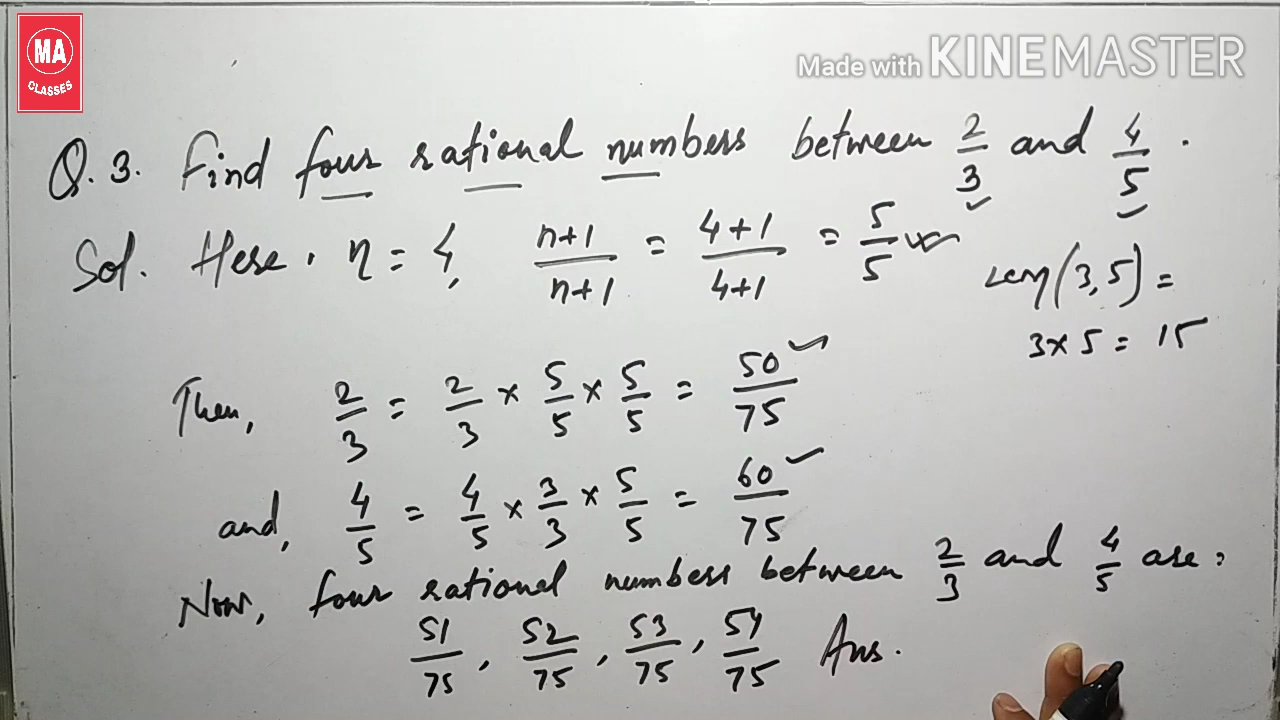 MA
CLASSES
Made with KINEMASTER
Q.3. Find four rational numbers between 2/3 and 4/5.
Sol. Here, n = 4, n+1/n+1 = 4+1/4+1 = 5/5
Lcm(3,5) =
3×5 = 15
Then, 2/3 = 2/3 × 5/5 × 5/5 = 50/75
and, 4/5 = 4/5 × 3/3 × 5/5 = 60/75
Now, four rational numbers between 2/3 and 4/5 are:
51/75, 52/75, 53/75, 54/75 Ans.